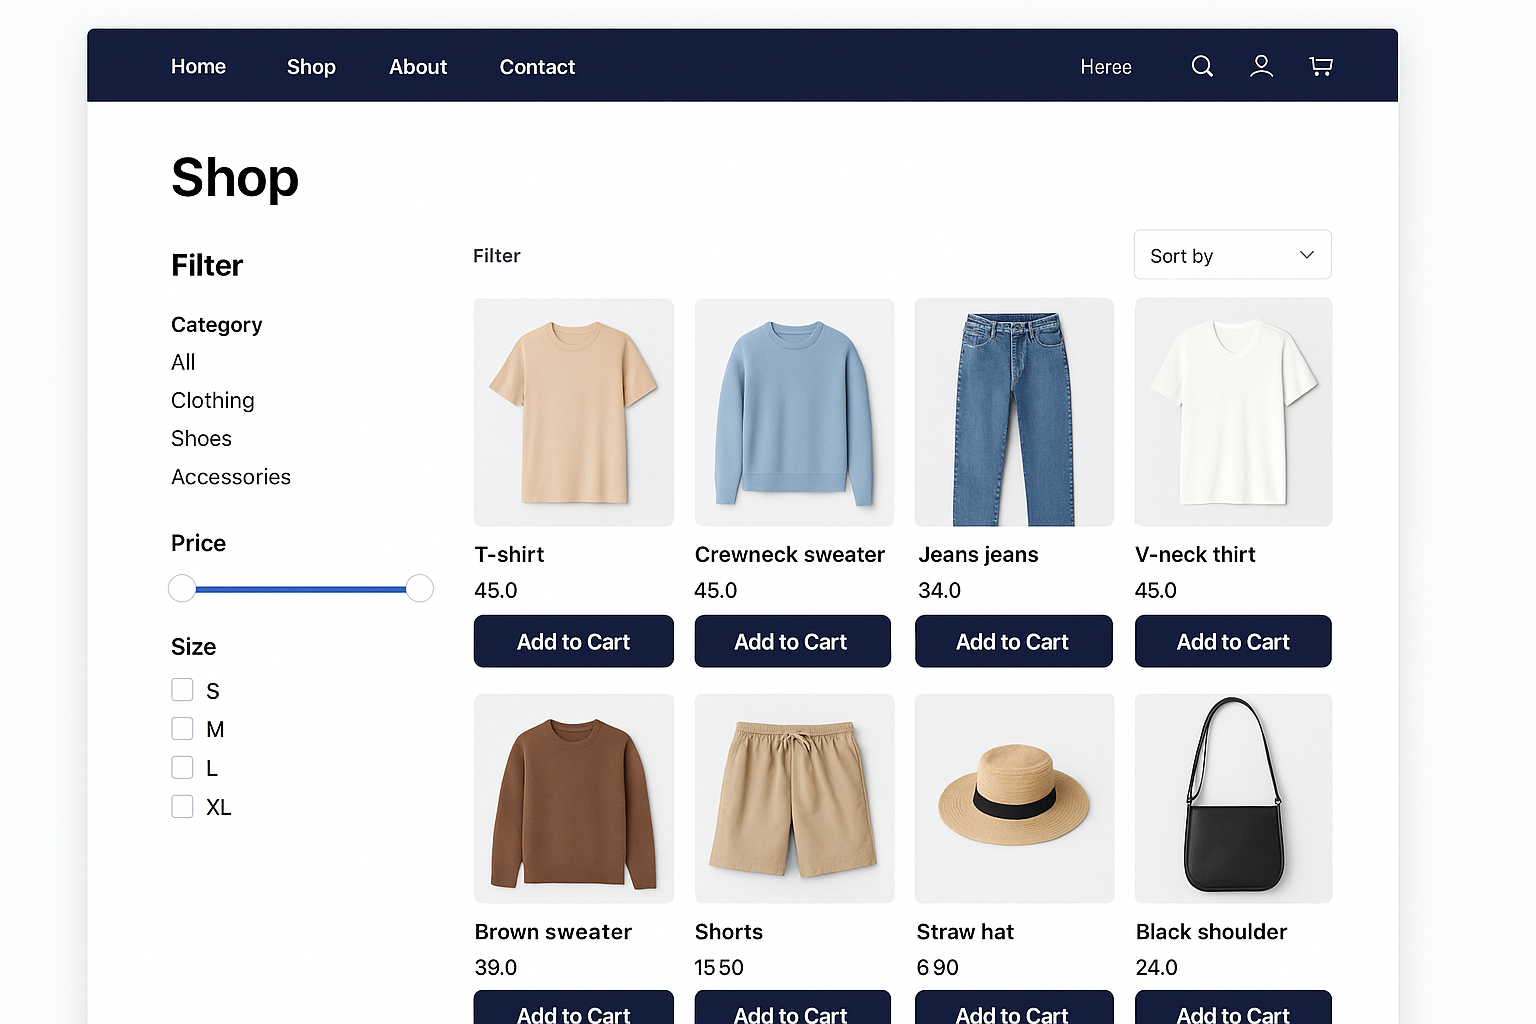 Home Shop About Contact Heree
Shop
Filter
Category
All
Clothing
Shoes
Accessories
Price
Size
S
M
L
XL
Filter
Sort by
T-shirt
45.0
Add to Cart
Crewneck sweater
45.0
Add to Cart
Jeans jeans
34.0
Add to Cart
V-neck thirt
45.0
Add to Cart
Brown sweater
39.0
Add to Cart
Shorts
15 50
Add to Cart
Straw hat
6 90
Add to Cart
Black shoulder
24.0
Add to Cart